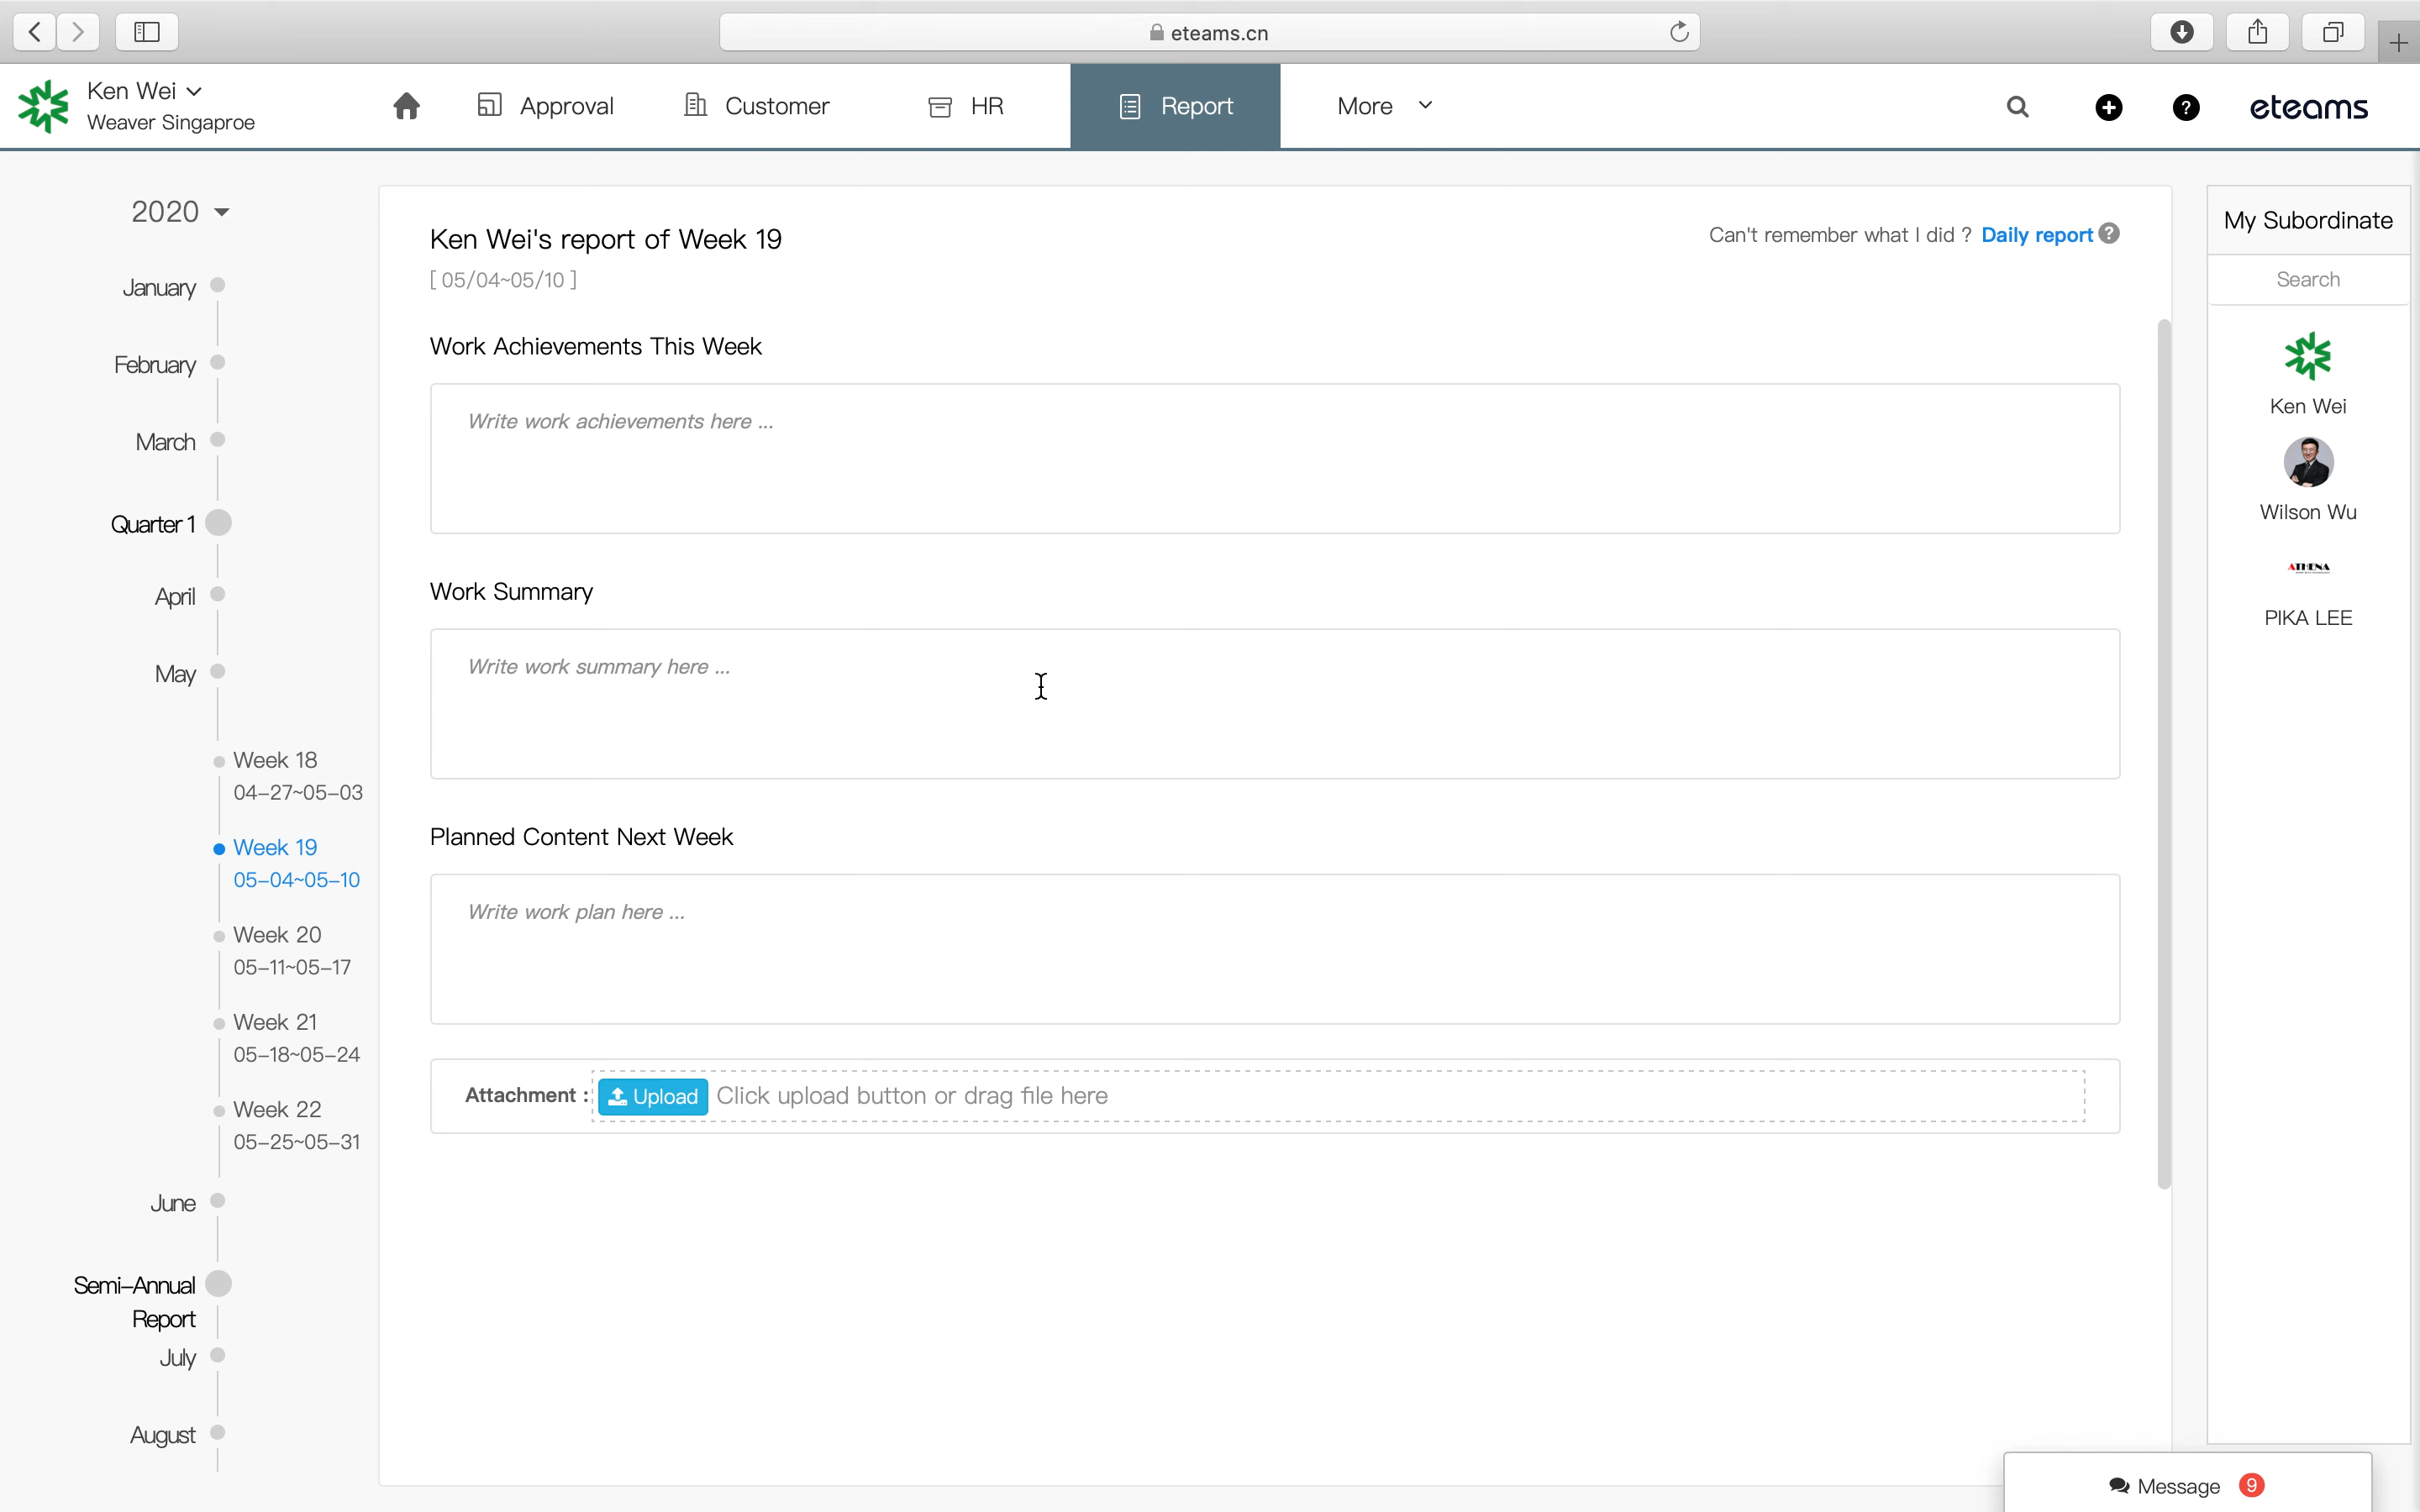 eteams.cn
Ken Wei
Weaver Singaproe
Approval
Customer
HR
Report
More
eteams
2020
January
February
March
Quarter 1
April
May
Week 18
04-27~05-03
Week 19
05-04~05-10
Week 20
05-11~05-17
Week 21
05-18~05-24
Week 22
05-25~05-31
June
Semi-Annual
Report
July
August
Ken Wei's report of Week 19
[ 05/04~05/10 ]
Can't remember what I did ? Daily report
Work Achievements This Week
Write work achievements here ...
Work Summary
Write work summary here ...
Planned Content Next Week
Write work plan here ...
Attachment : Upload Click upload button or drag file here
My Subordinate
Search
Ken Wei
Wilson Wu
ATHENA
PIKA LEE
Message 9